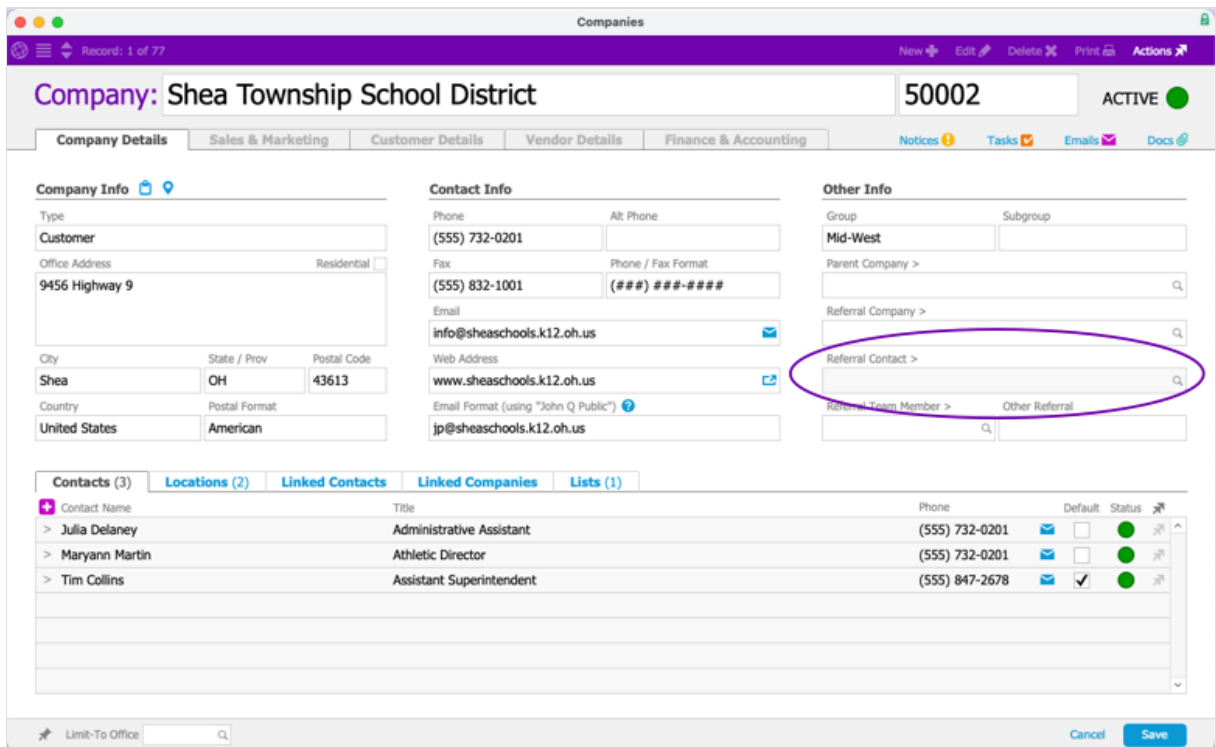 Companies
Record: 1 of 77 New Edit Delete Print Actions
Company: Shea Township School District 50002 ACTIVE
Company Details Sales & Marketing Customer Details Vendor Details Finance & Accounting Notices Tasks Emails Docs
Company Info Contact Info Other Info
Type Phone Alt Phone Group Subgroup
Customer (555) 732-0201 Mid-West
Office Address Residential Fax Phone / Fax Format Parent Company >
9456 Highway 9 (555) 832-1001 (###) ###-####
Email Referral Company >
info@sheaschools.k12.oh.us
City State / Prov Postal Code Web Address Referral Contact >
Shea OH 43613 www.sheaschools.k12.oh.us
Country Postal Format Email Format (using "John Q Public") ? Referral Team Member > Other Referral
United States American jp@sheaschools.k12.oh.us
Contacts (3) Locations (2) Linked Contacts Linked Companies Lists (1)
Contact Name Title Phone Default Status
> Julia Delaney Administrative Assistant (555) 732-0201
> Maryann Martin Athletic Director (555) 732-0201
> Tim Collins Assistant Superintendent (555) 847-2678
Limit-To Office Cancel Save